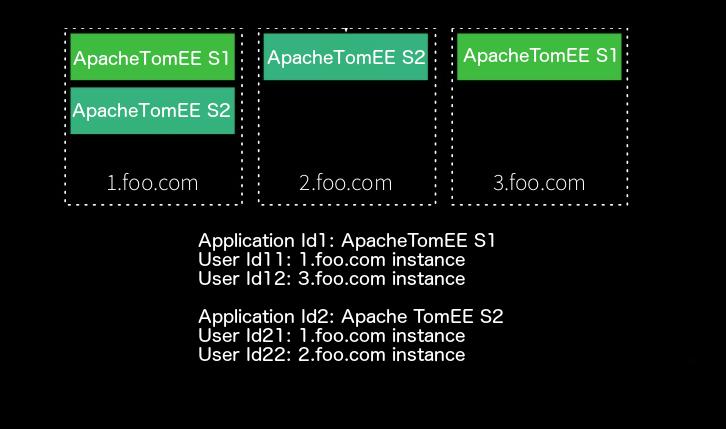 ApacheTomEE S1
ApacheTomEE S2
1.foo.com
ApacheTomEE S2
2.foo.com
ApacheTomEE S1
3.foo.com
Application Id1: ApacheTomEE S1
User Id11: 1.foo.com instance
User Id12: 3.foo.com instance
Application Id2: Apache TomEE S2
User Id21: 1.foo.com instance
User Id22: 2.foo.com instance